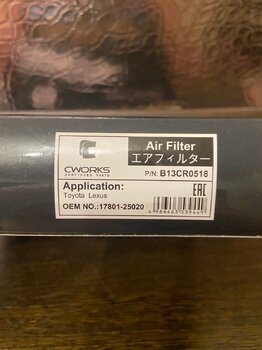 Air Filter
エアフィルター
CWORKS
CERTIFIED PARTS
P/N: B13CR0518
Application:
Toyota Lexus
EAC
OEM NO.:17801-25020